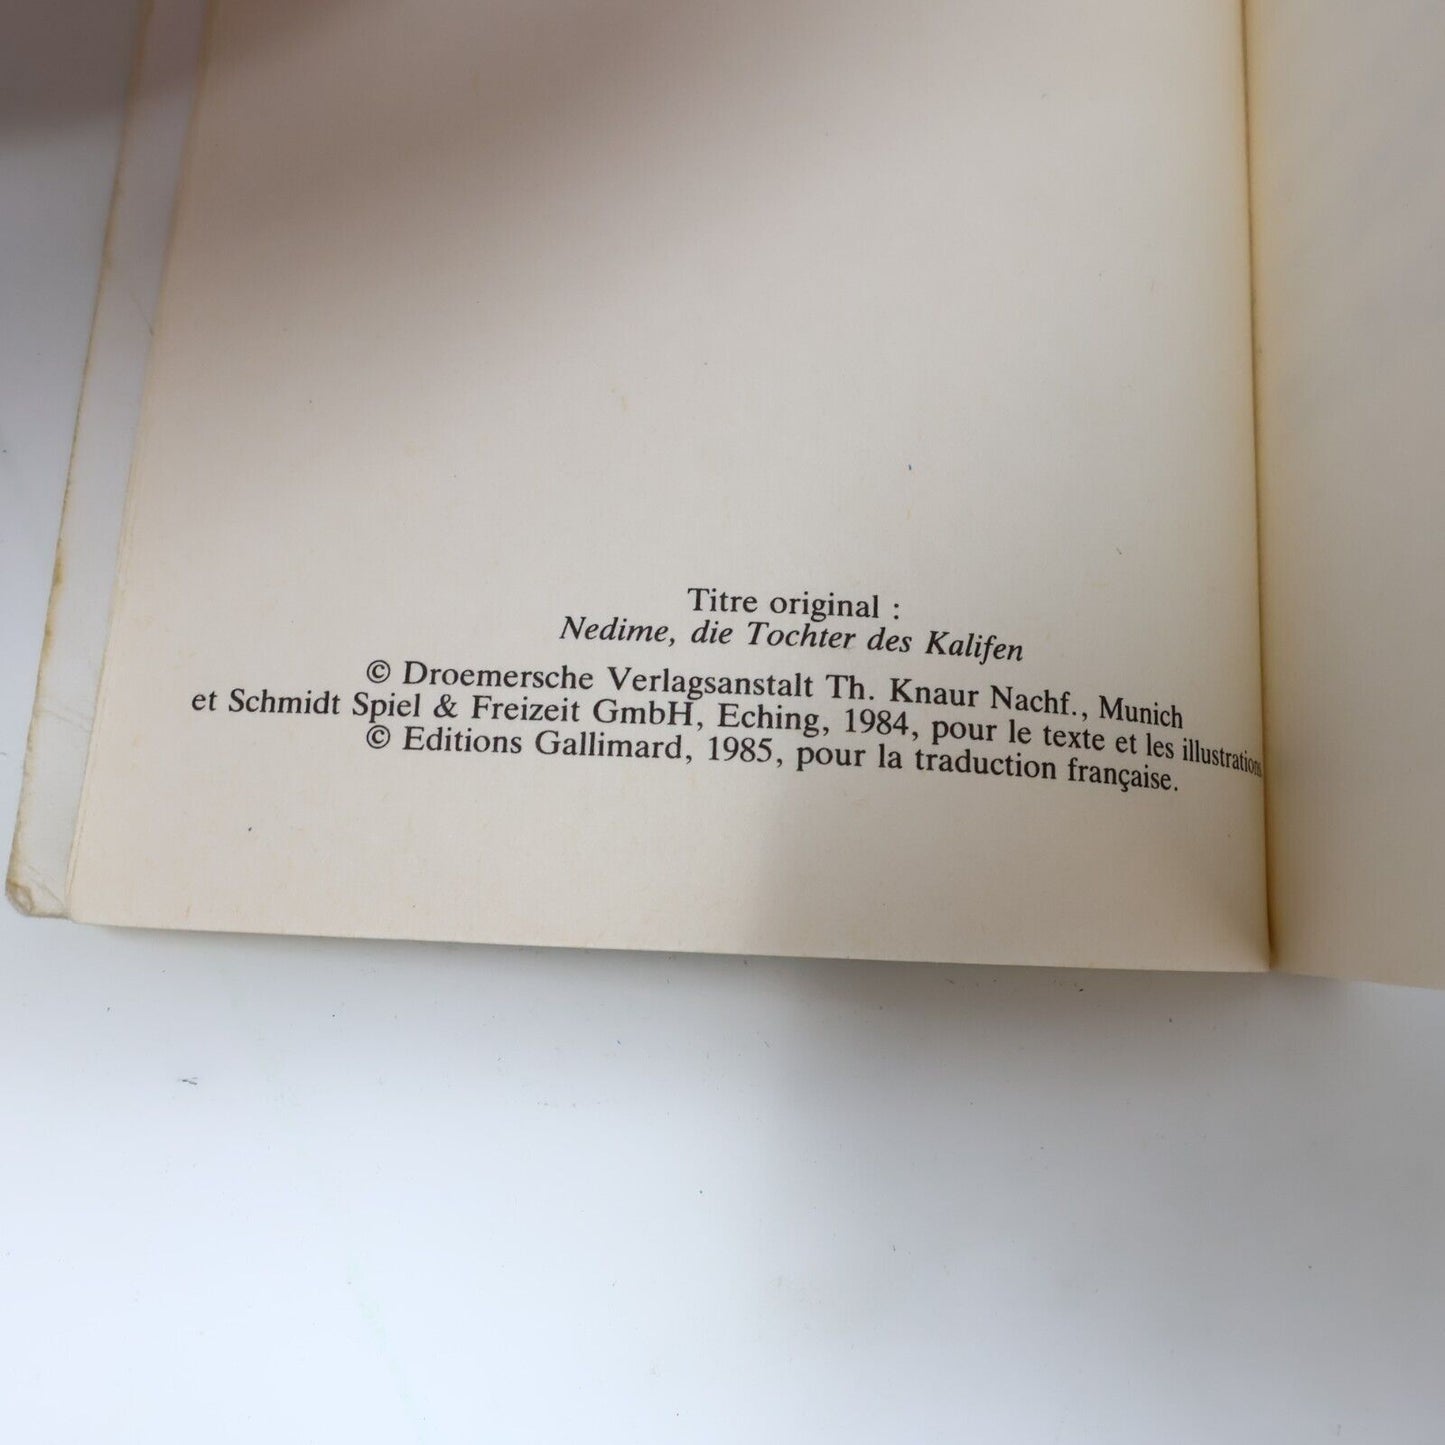 Titre original :
Nedime, die Tochter des Kalifen
© Droemersche Verlagsanstalt Th. Knaur Nachf., Munich
et Schmidt Spiel & Freizeit GmbH, Eching, 1984, pour le texte et les illustrations
© Editions Gallimard, 1985, pour la traduction française.